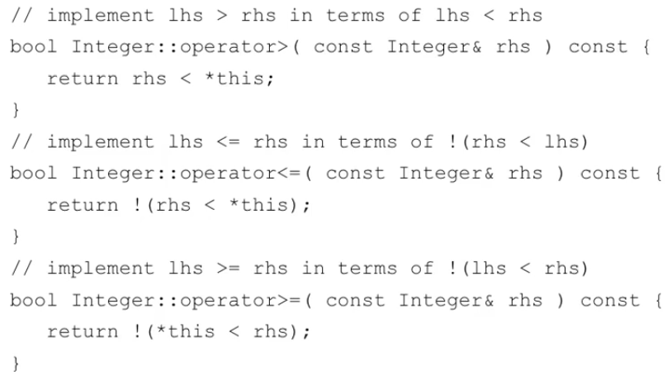 // implement lhs > rhs in terms of lhs < rhs
bool Integer::operator>( const Integer& rhs ) const {
   return rhs < *this;
}
// implement lhs <= rhs in terms of !(rhs < lhs)
bool Integer::operator<=( const Integer& rhs ) const {
   return !(rhs < *this);
}
// implement lhs >= rhs in terms of !(lhs < rhs)
bool Integer::operator>=( const Integer& rhs ) const {
   return !(*this < rhs);
}